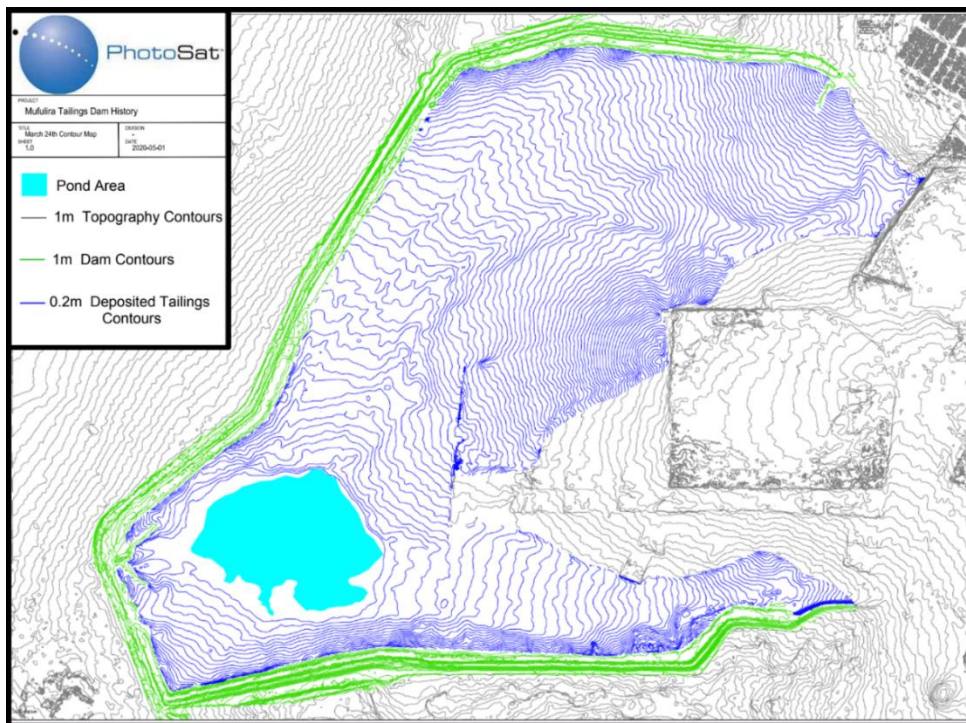 PhotoSat
PROJECT
Mufulira Tailings Dam History
TITLE
March 24th Contour Map
DIVISION
-
SHEET
1.0
DATE
2020-05-01
Pond Area
1m Topography Contours
1m Dam Contours
0.2m Deposited Tailings
Contours